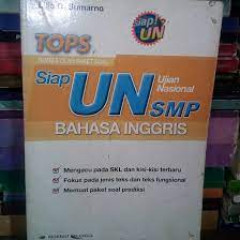 Sumarno
Siap
UN
TOPS
Siap
Ujian
Nasional
UN SMP
BAHASA INGGRIS
Mengacu pada SKL dan kisi-kisi terbaru
Fokus pada jenis teks dan teks fungsional
Memuat paket soal prediksi